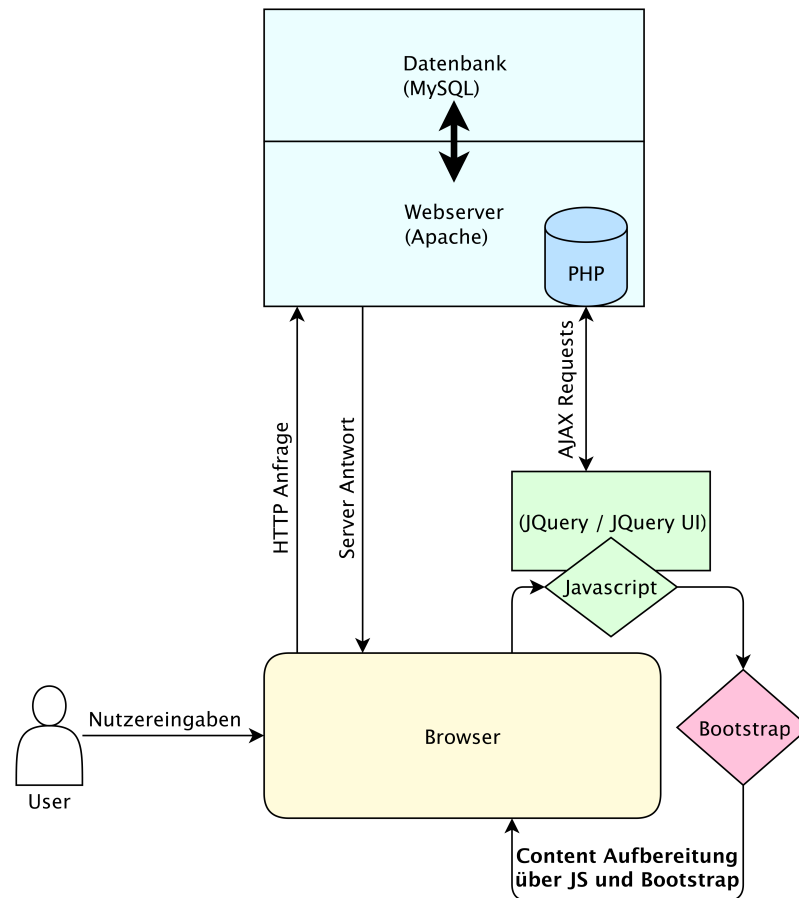 Datenbank
(MySQL)
Webserver
(Apache)
PHP
HTTP Anfrage
Server Antwort
AJAX Requests
(JQuery / JQuery UI)
Javascript
Nutzereingaben
User
Browser
Bootstrap
Content Aufbereitung
über JS und Bootstrap